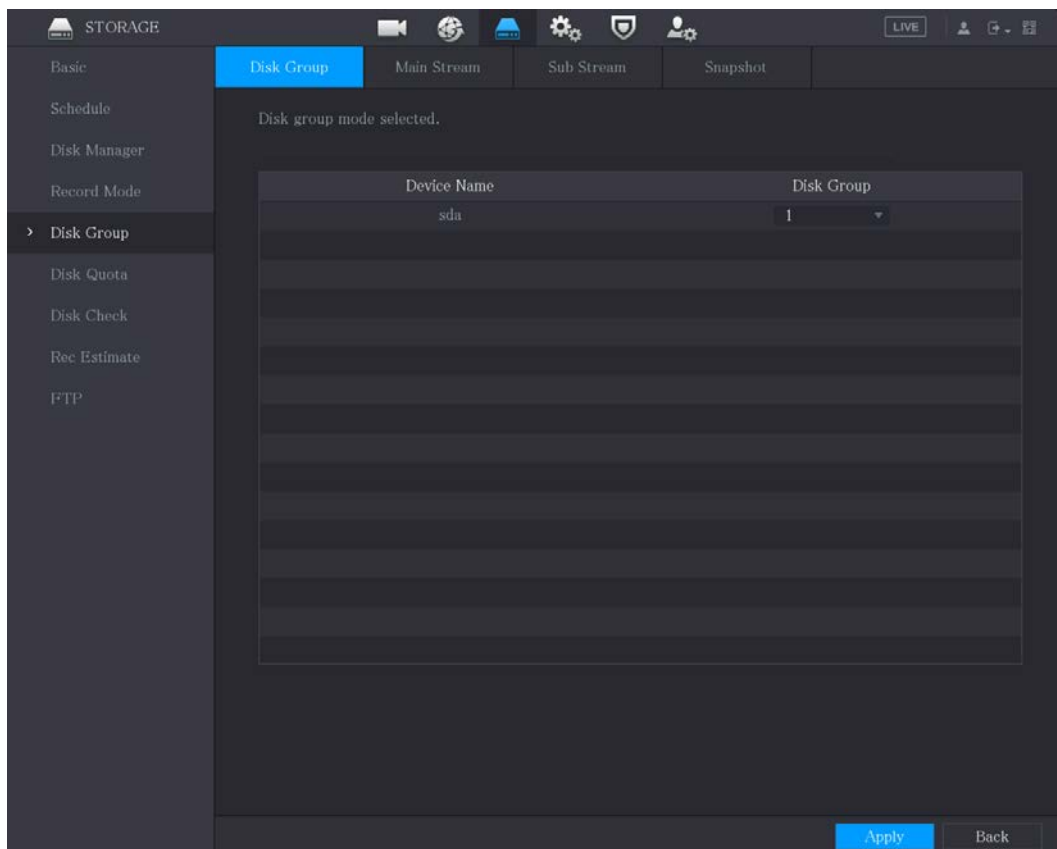 STORAGE LIVE
Basic
Schedule
Disk Manager
Record Mode
Disk Group
Disk Quota
Disk Check
Rec Estimate
FTP
Disk Group Main Stream Sub Stream Snapshot
Disk group mode selected.
Device Name Disk Group
sda 1
Apply Back